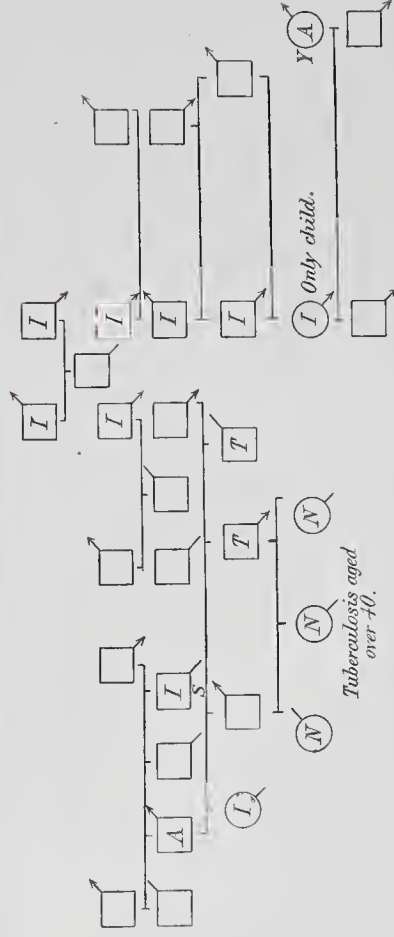 I I
I
A I
S
T T
I
N N N
Tuberculosis aged
over 40.
I
I
I
I Only child.
Y A